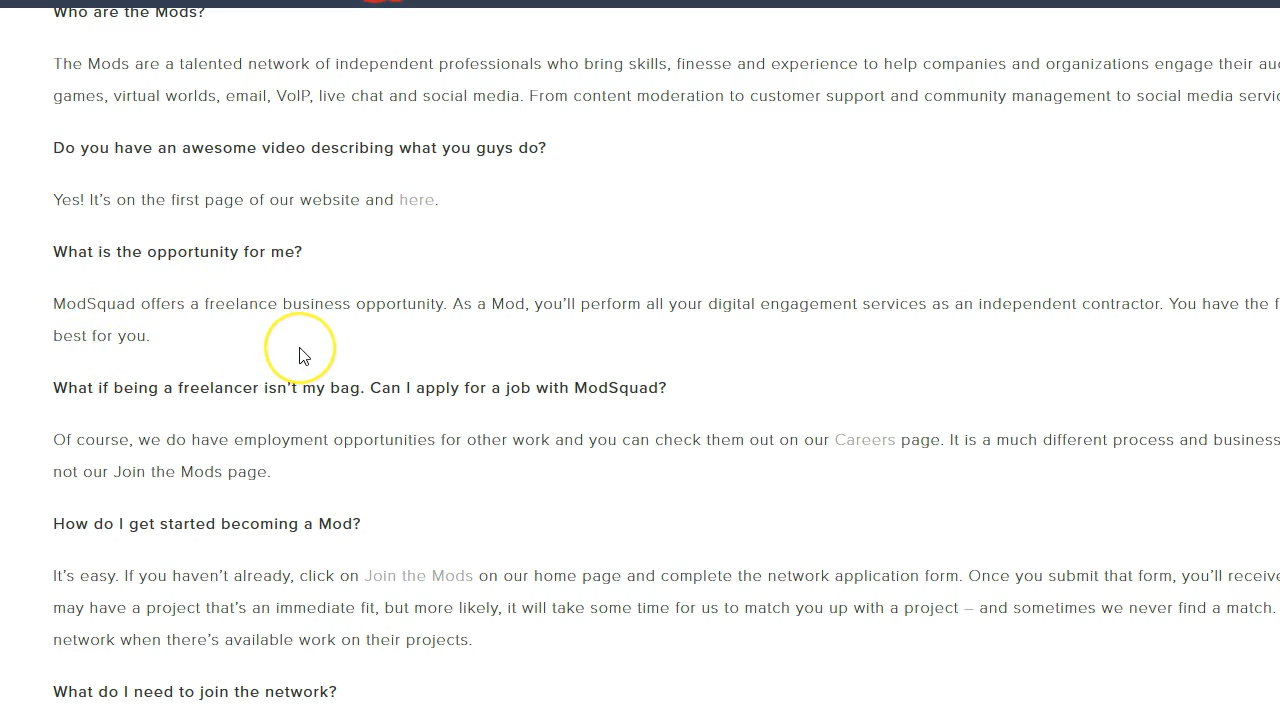 Who are the Mods?
The Mods are a talented network of independent professionals who bring skills, finesse and experience to help companies and organizations engage their
games, virtual worlds, email, VoIP, live chat and social media. From content moderation to customer support and community management to social media
Do you have an awesome video describing what you guys do?
Yes! It’s on the first page of our website and here.
What is the opportunity for me?
ModSquad offers a freelance business opportunity. As a Mod, you’ll perform all your digital engagement services as an independent contractor. You have the
best for you.
What if being a freelancer isn’t my bag. Can I apply for a job with ModSquad?
Of course, we do have employment opportunities for other work and you can check them out on our Careers page. It is a much different process and business
not our Join the Mods page.
How do I get started becoming a Mod?
It’s easy. If you haven’t already, click on Join the Mods on our home page and complete the network application form. Once you submit that form, you’ll
may have a project that’s an immediate fit, but more likely, it will take some time for us to match you up with a project – and sometimes we never find a match.
network when there’s available work on their projects.
What do I need to join the network?